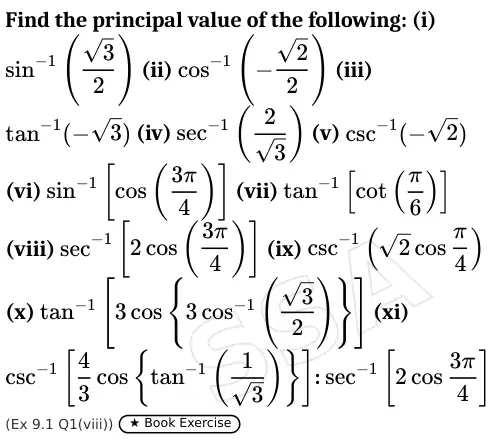 Find the principal value of the following: (i)
sin⁻¹ (√3/2) (ii) cos⁻¹ (−√2/2) (iii)
tan⁻¹(−√3) (iv) sec⁻¹ (2/√3) (v) csc⁻¹(−√2)
(vi) sin⁻¹ [cos (3π/4)] (vii) tan⁻¹ [cot (π/6)]
(viii) sec⁻¹ [2 cos (3π/4)] (ix) csc⁻¹ (√2 cos π/4)
(x) tan⁻¹ [3 cos {3 cos⁻¹ (√3/2)}] (xi)
csc⁻¹ [4/3 cos {tan⁻¹ (1/√3)}] : sec⁻¹ [2 cos 3π/4]
(Ex 9.1 Q1(viii)) ★ Book Exercise
SSA